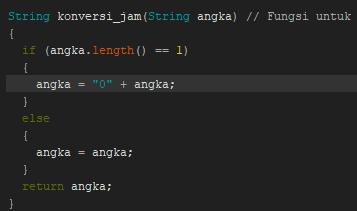 String konversi_jam(String angka) // Fungsi untuk
{
if (angka.length() == 1)
{
angka = "0" + angka;
}
else
{
angka = angka;
}
return angka;
}